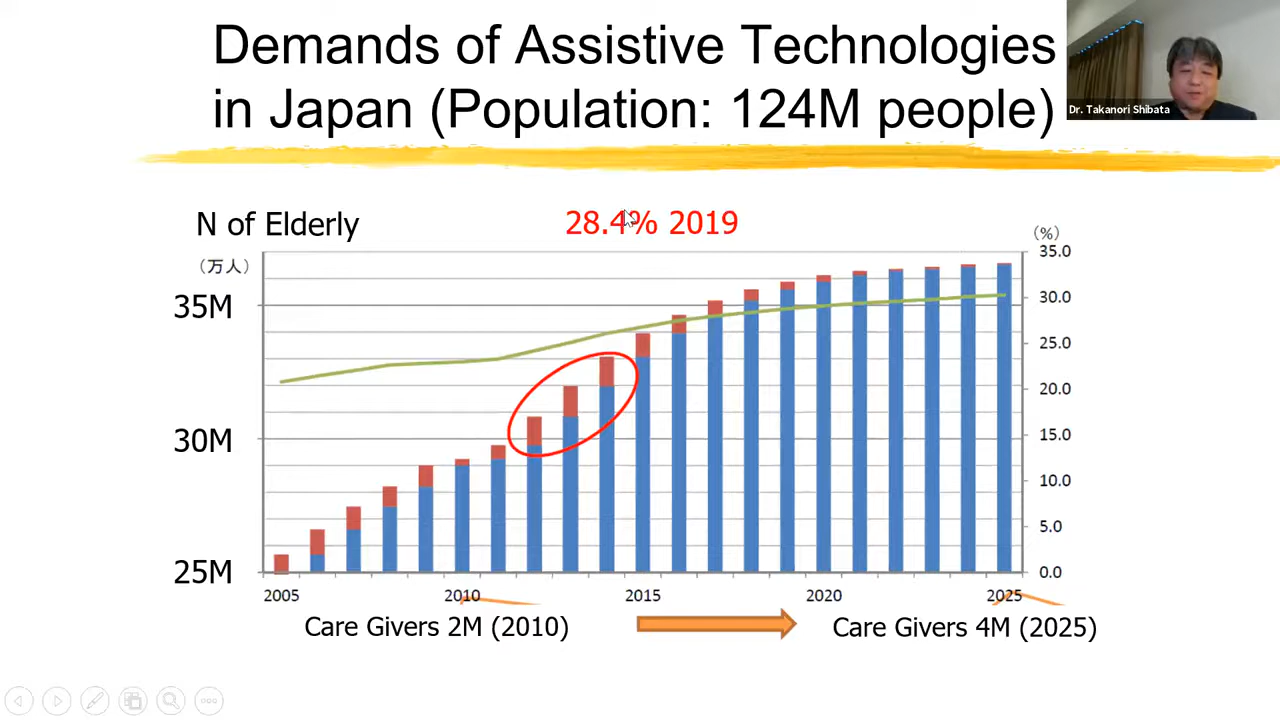 Demands of Assistive Technologies
in Japan (Population: 124M people)
Dr. Takanori Shibata
N of Elderly
28.4% 2019
(%)
（万人）
35M
30M
25M
35.0
30.0
25.0
20.0
15.0
10.0
5.0
0.0
2005
2010
2015
2020
2025
Care Givers 2M (2010)
Care Givers 4M (2025)